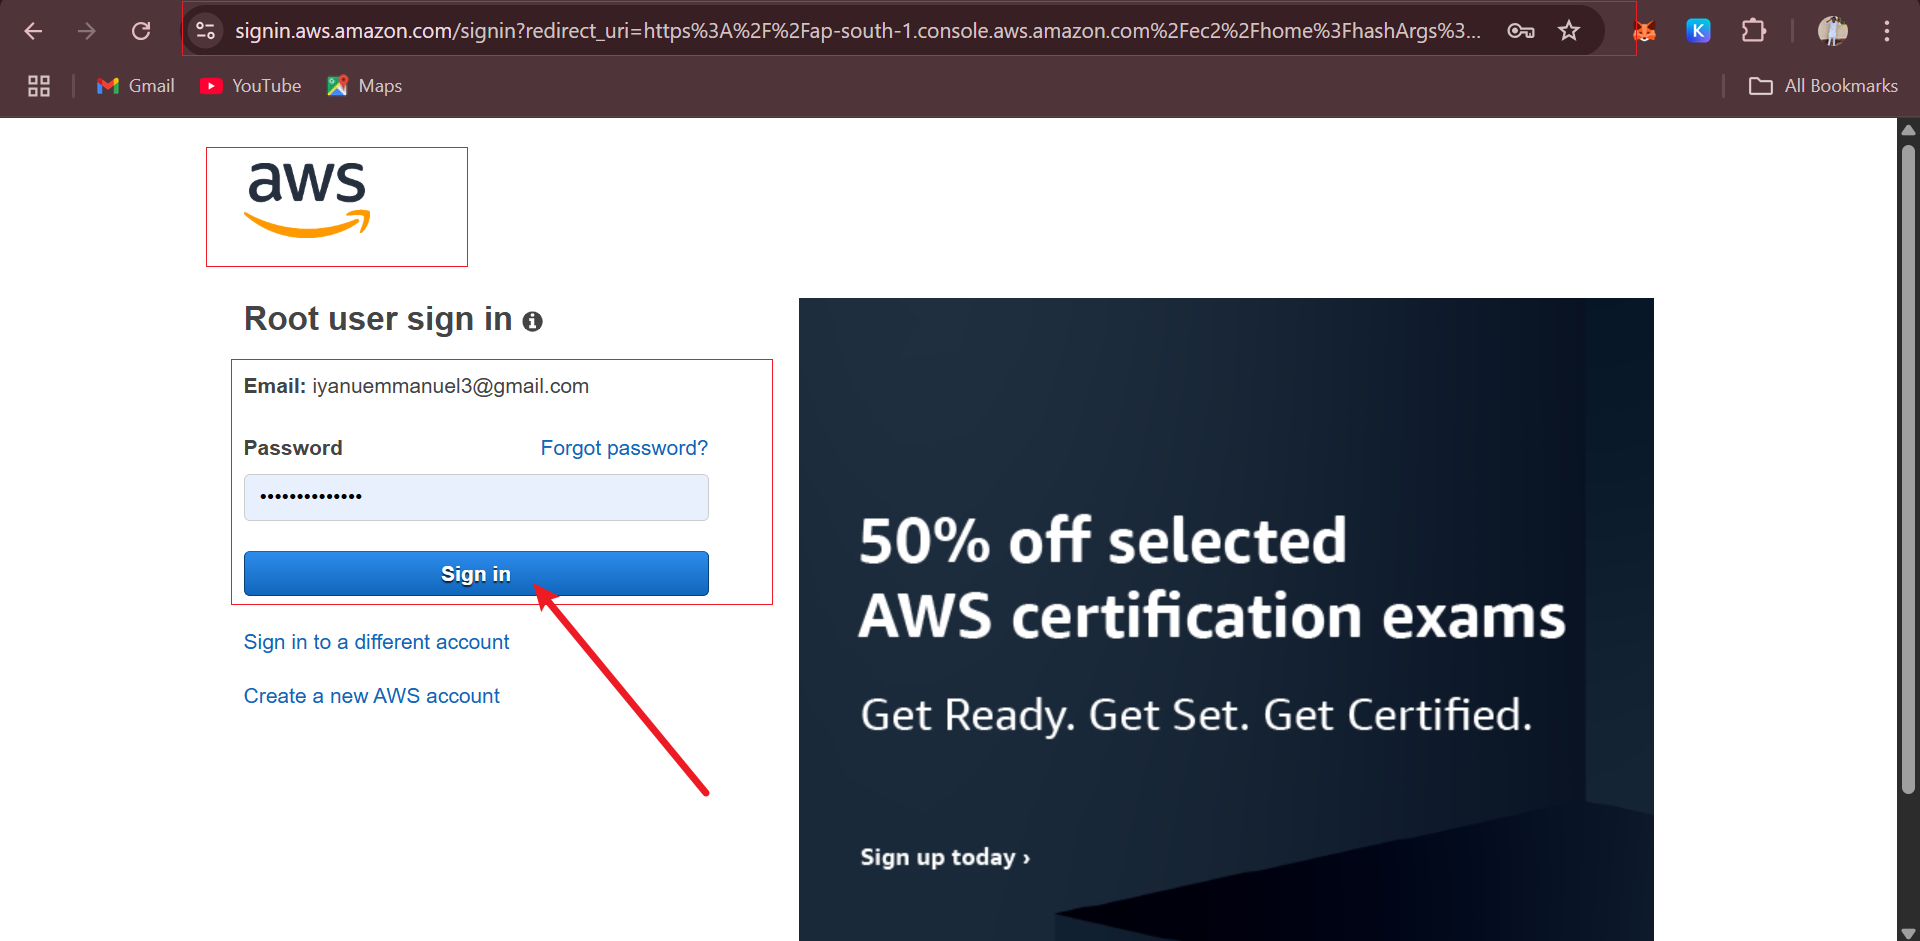 signin.aws.amazon.com/signin?redirect_uri=https%3A%2F%2Fap-south-1.console.aws.amazon.com%2Fec2%2Fhome%3FhashArgs%3...
K
Gmail
YouTube
Maps
All Bookmarks
aws
Root user sign in
Email: iyanuemmanuel3@gmail.com
Password
Forgot password?
••••••••••••••
Sign in
Sign in to a different account
Create a new AWS account
50% off selected
AWS certification exams
Get Ready. Get Set. Get Certified.
Sign up today ›